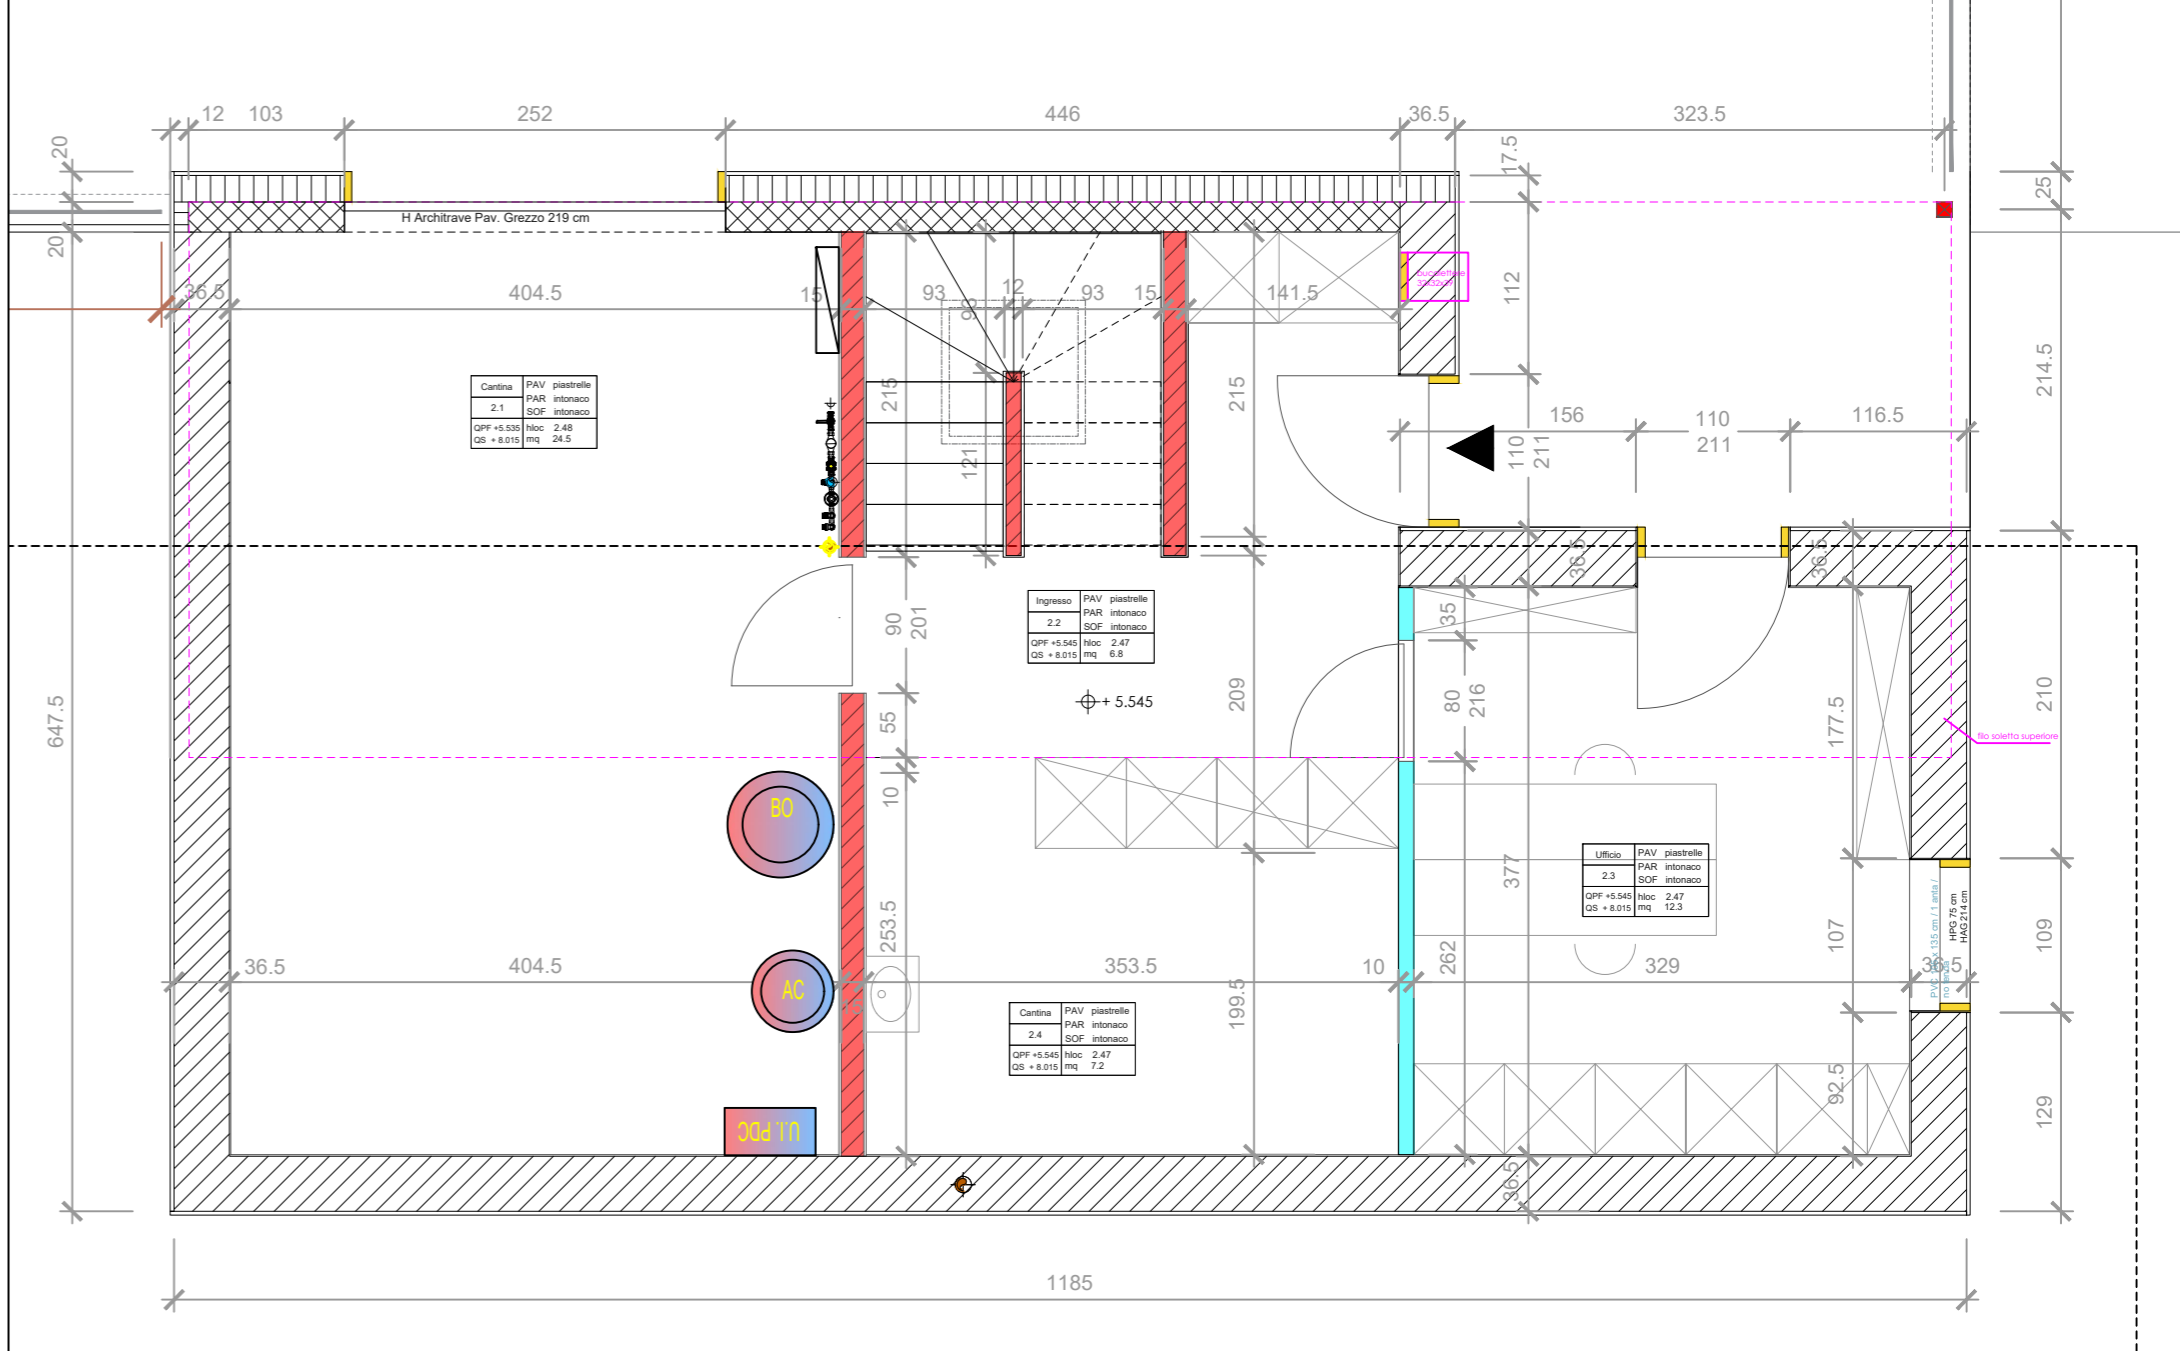 12 103 252 446 36.5 323.5
20
17.5
25
20
H Architrave Pav. Grezzo 219 cm
36.5 404.5 15 93 12 93 15 141.5
112
214.5
Cantina PAV piastrelle
PAR intonaco
2.1 SOF intonaco
QPF +5.535 hloc 2.48
QS + 8.015 mq 24.5
215
121
215
156 110 116.5
211
110
211
36.5
36.5
Ingresso PAV piastrelle
PAR intonaco
2.2 SOF intonaco
QPF +5.545 hloc 2.47
QS + 8.015 mq 6.8
90
201
35
+ 5.545
647.5
55
209
80
216
177.5
210
filo soletta superiore
10
BO
377
Ufficio PAV piastrelle
PAR intonaco
2.3 SOF intonaco
QPF +5.545 hloc 2.47
QS + 8.015 mq 12.3
HPG 75 cm
HAG 214 cm
253.5
262
107
109
36.5 404.5 353.5 10 329 36.5
AC
199.5
Cantina PAV piastrelle
PAR intonaco
2.4 SOF intonaco
QPF +5.545 hloc 2.47
QS + 8.015 mq 7.2
92.5
129
U.I. PDC
36.5
1185